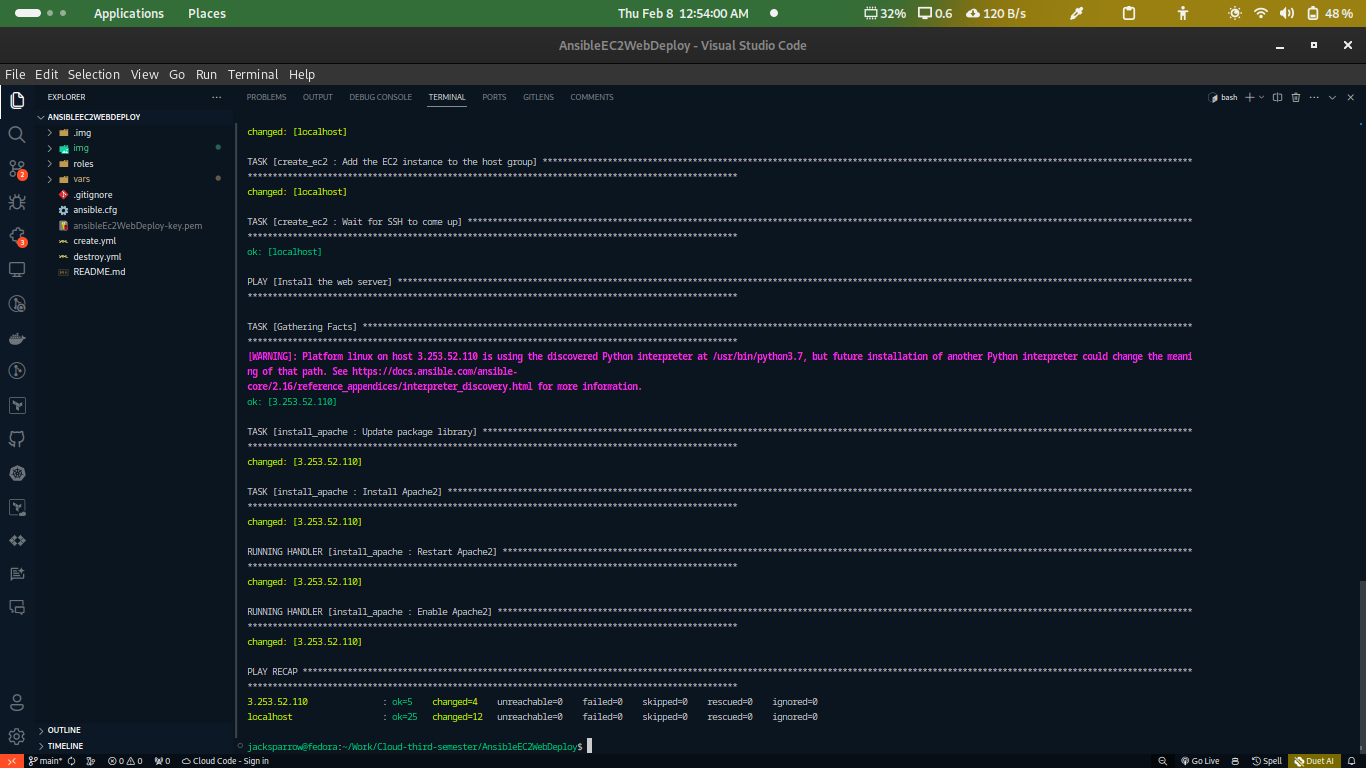 Applications Places Thu Feb 8 12:54:00 AM 32% 0.6 120 B/s 48 %
AnsibleEC2WebDeploy - Visual Studio Code
File Edit Selection View Go Run Terminal Help
EXPLORER
ANSIBLEEC2WEBDEPLOY
.img
img
roles
vars
.gitignore
ansible.cfg
ansibleEc2WebDeploy-key.pem
create.yml
destroy.yml
README.md
OUTLINE
TIMELINE
2
3
PROBLEMS OUTPUT DEBUG CONSOLE TERMINAL PORTS GITLENS COMMENTS bash
changed: [localhost]
TASK [create_ec2 : Add the EC2 instance to the host group] **********************************************************************************************************************************
**************************************************************************************************
changed: [localhost]
TASK [create_ec2 : Wait for SSH to come up] *************************************************************************************************************************************************
**************************************************************************************************
ok: [localhost]
PLAY [Install the web server] ***************************************************************************************************************************************************************
**************************************************************************************************
TASK [Gathering Facts] **********************************************************************************************************************************************************************
**************************************************************************************************
[WARNING]: Platform linux on host 3.253.52.110 is using the discovered Python interpreter at /usr/bin/python3.7, but future installation of another Python interpreter could change the meani
ng of that path. See https://docs.ansible.com/ansible-
core/2.16/reference_appendices/interpreter_discovery.html for more information.
ok: [3.253.52.110]
TASK [install_apache : Update package library] **********************************************************************************************************************************************
**************************************************************************************************
changed: [3.253.52.110]
TASK [install_apache : Install Apache2] *****************************************************************************************************************************************************
**************************************************************************************************
changed: [3.253.52.110]
RUNNING HANDLER [install_apache : Restart Apache2] ******************************************************************************************************************************************
**************************************************************************************************
changed: [3.253.52.110]
RUNNING HANDLER [install_apache : Enable Apache2] *******************************************************************************************************************************************
**************************************************************************************************
changed: [3.253.52.110]
PLAY RECAP **********************************************************************************************************************************************************************************
**************************************************************************************************
3.253.52.110 : ok=5 changed=4 unreachable=0 failed=0 skipped=0 rescued=0 ignored=0
localhost : ok=25 changed=12 unreachable=0 failed=0 skipped=0 rescued=0 ignored=0
jacksparrow@fedora:~/Work/Cloud-third-semester/AnsibleEC2WebDeploy$
main* 0 0 0 Cloud Code - Sign in Go Live Spell Duet AI